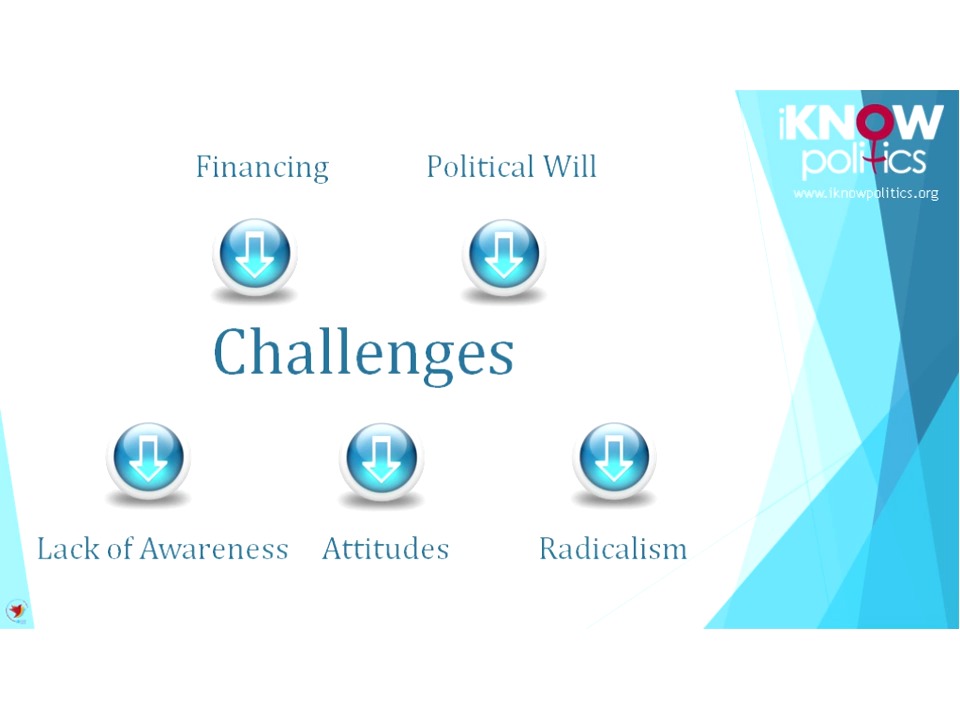 iKNOW
politics
www.iknowpolitics.org
Financing
Political Will
Challenges
Lack of Awareness
Attitudes
Radicalism